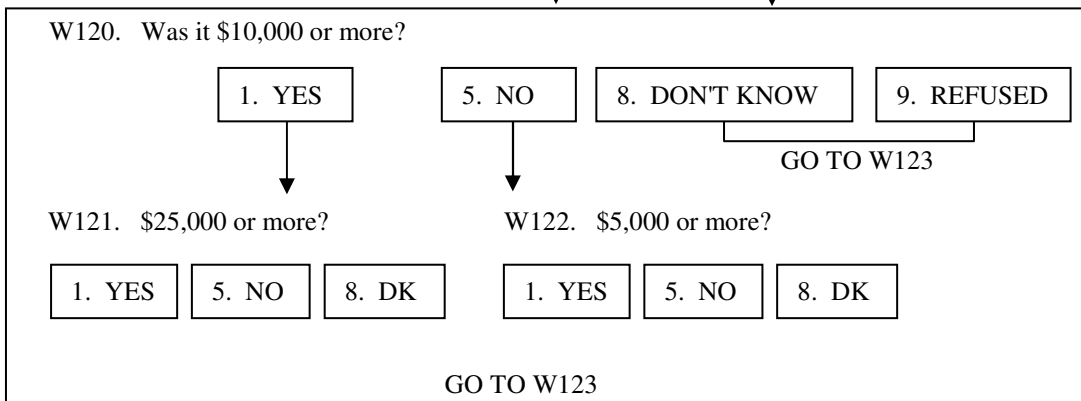 W120. Was it $10,000 or more?
1. YES 5. NO 8. DON'T KNOW 9. REFUSED
GO TO W123
W121. $25,000 or more? W122. $5,000 or more?
1. YES 5. NO 8. DK 1. YES 5. NO 8. DK
GO TO W123